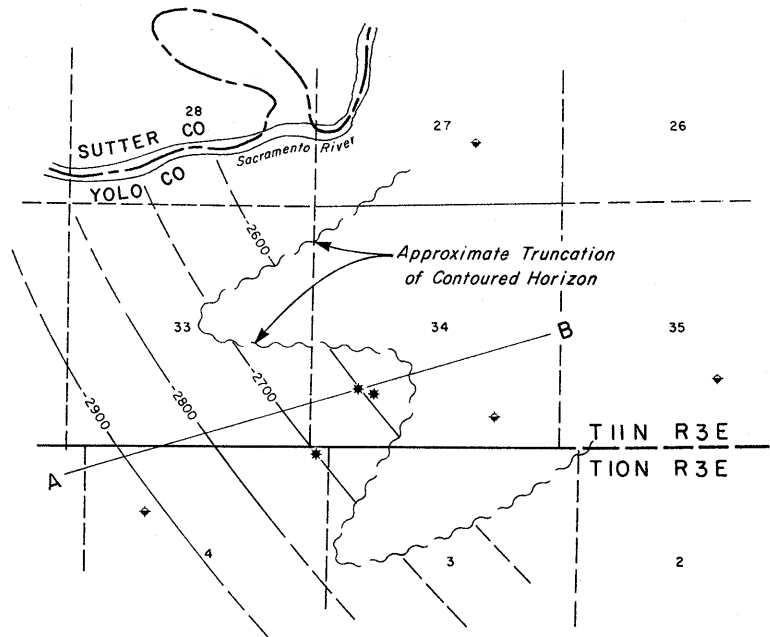 28
27
26
SUTTER CO
Sacramento River
YOLO CO
-2600
Approximate Truncation
of Contoured Horizon
33
34
35
B
-2700
-2800
-2900
T11N R3E
T10N R3E
A
4
3
2